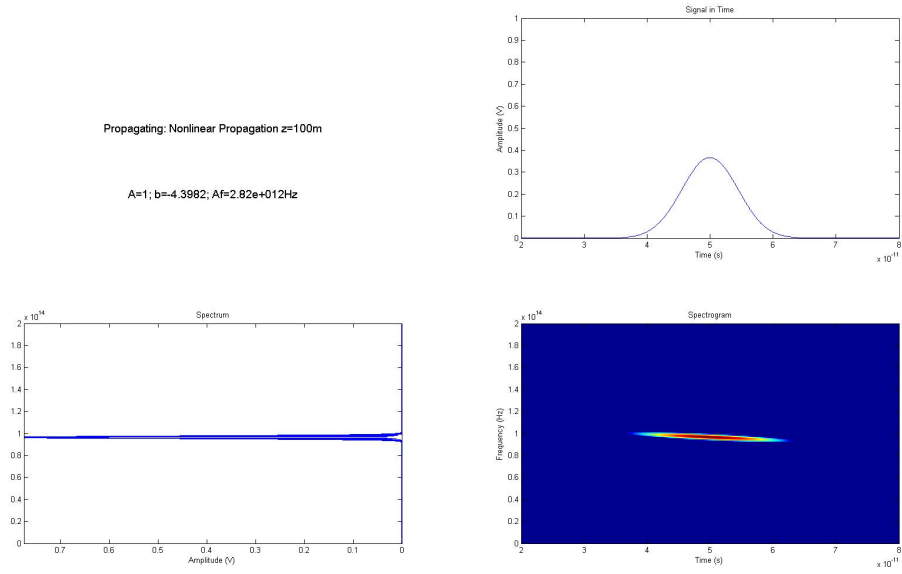 Propagating: Nonlinear Propagation z=100m
A=1; b=-4.3982; Af=2.82e+012Hz
Signal in Time
1
0.9
0.8
0.7
0.6
0.5
0.4
0.3
0.2
0.1
0
Amplitude (V)
2 3 4 5 6 7 8
Time (s)
x 10^-11
Spectrum
x 10^14
2
1.8
1.6
1.4
1.2
1
0.8
0.6
0.4
0.2
0
0.7 0.6 0.5 0.4 0.3 0.2 0.1 0
Amplitude (V)
Spectrogram
x 10^14
2
1.8
1.6
1.4
1.2
1
0.8
0.6
0.4
0.2
0
Frequency (Hz)
2 3 4 5 6 7 8
Time (s)
x 10^-11